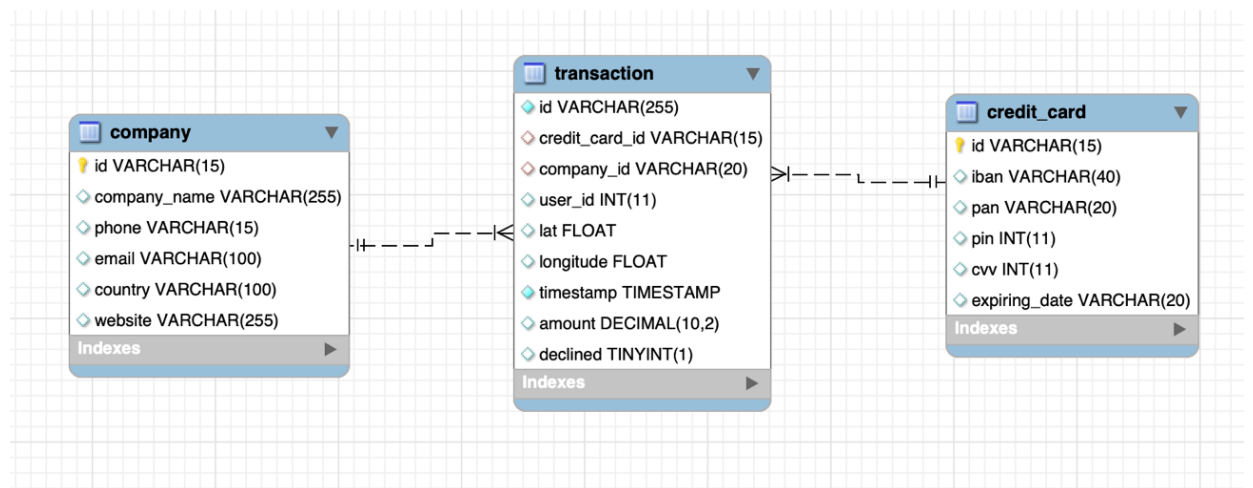 company
id VARCHAR(15)
company_name VARCHAR(255)
phone VARCHAR(15)
email VARCHAR(100)
country VARCHAR(100)
website VARCHAR(255)
Indexes
transaction
id VARCHAR(255)
credit_card_id VARCHAR(15)
company_id VARCHAR(20)
user_id INT(11)
lat FLOAT
longitude FLOAT
timestamp TIMESTAMP
amount DECIMAL(10,2)
declined TINYINT(1)
Indexes
credit_card
id VARCHAR(15)
iban VARCHAR(40)
pan VARCHAR(20)
pin INT(11)
cvv INT(11)
expiring_date VARCHAR(20)
Indexes